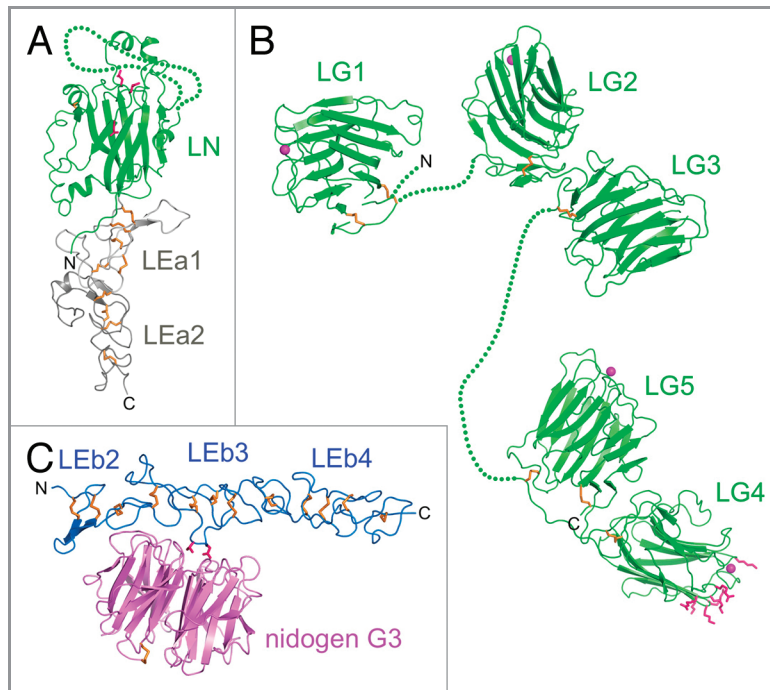 A
LN
N
LEa1
LEa2
C
B
LG1
N
LG2
LG3
LG5
C
LG4
C
LEb2
LEb3
LEb4
N
C
nidogen G3